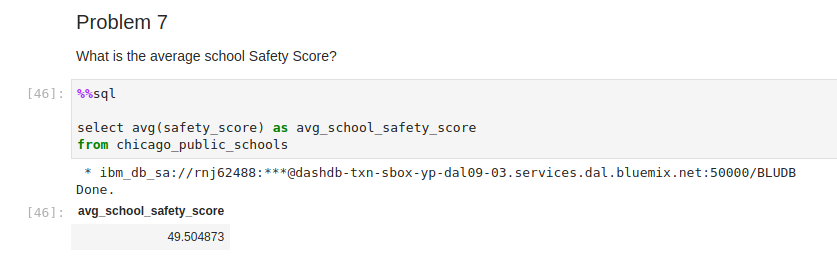 Problem 7
What is the average school Safety Score?
[46]: %%sql
select avg(safety_score) as avg_school_safety_score
from chicago_public_schools
* ibm_db_sa://rnj62488:***@dashdb-txn-sbox-yp-dal09-03.services.dal.bluemix.net:50000/BLUDB
Done.
[46]: avg_school_safety_score
49.504873